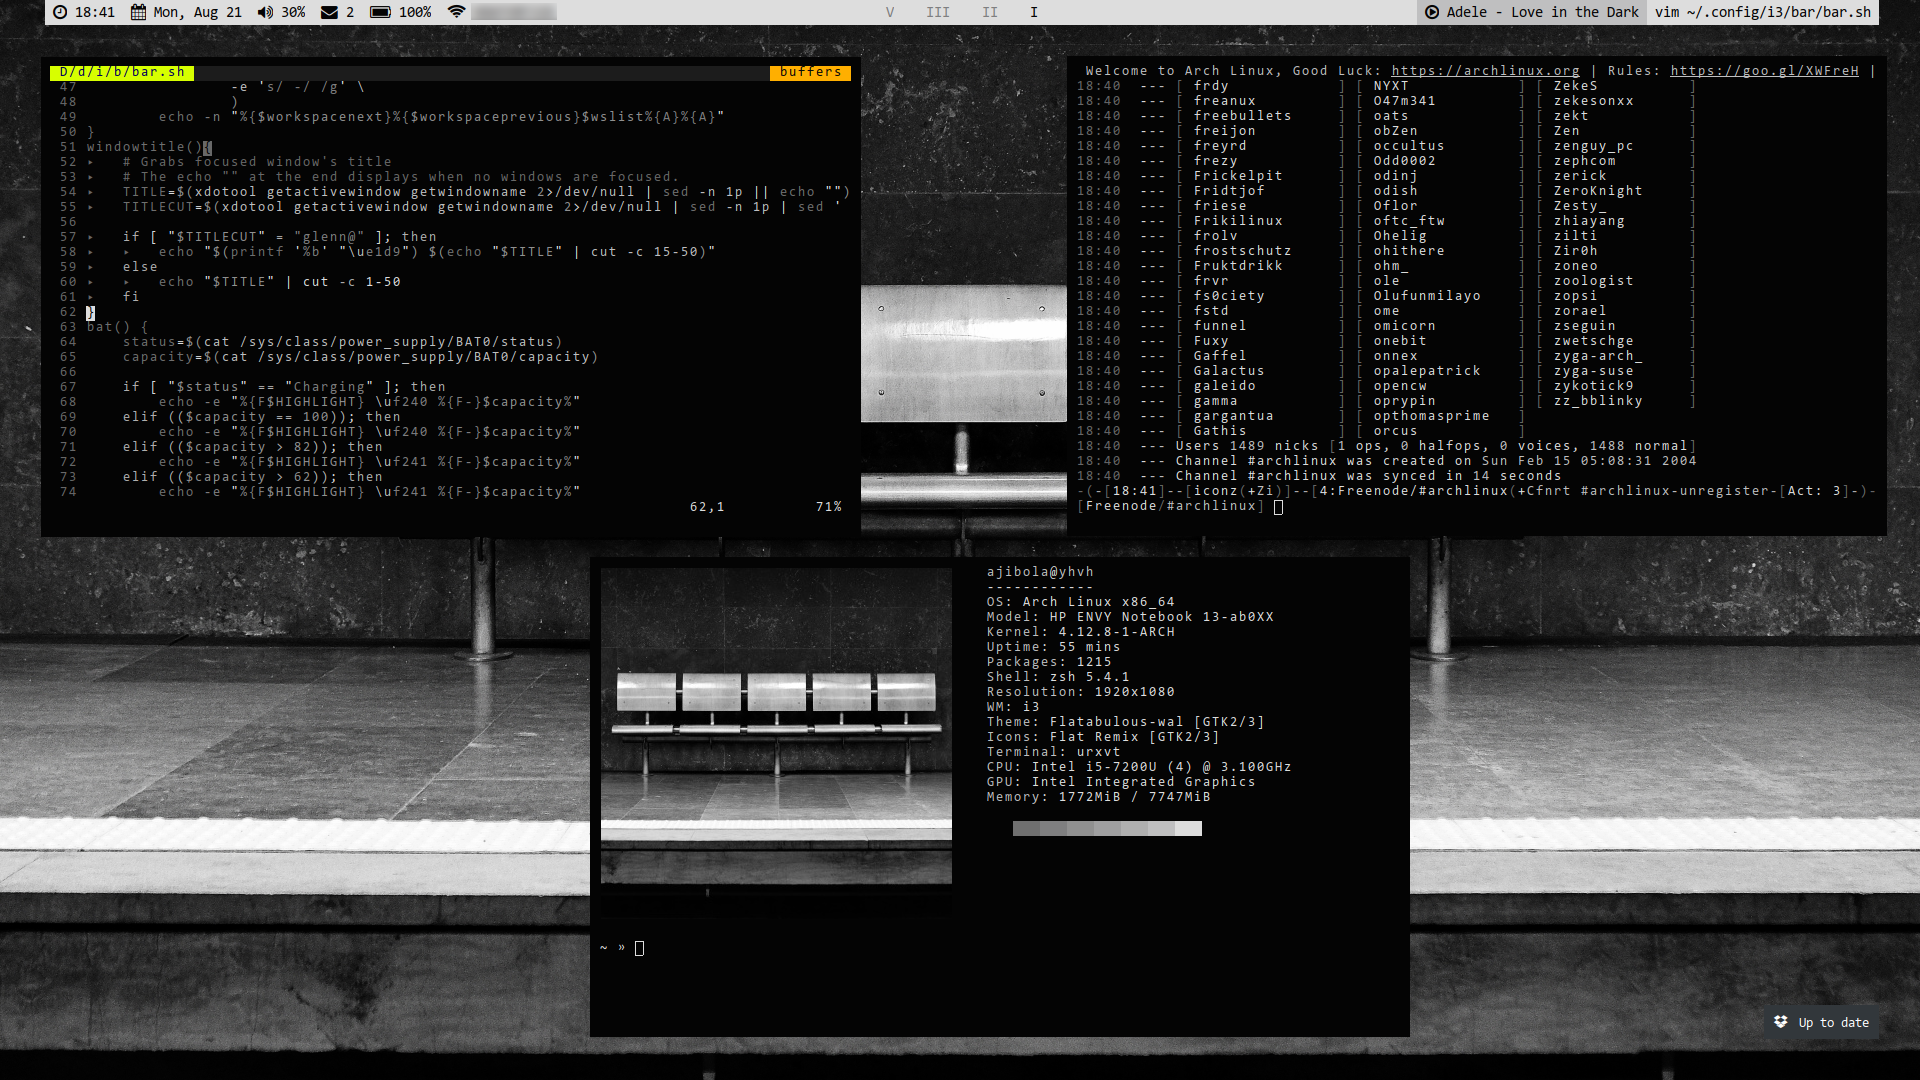 18:41 Mon, Aug 21 30% 2 100%
V III II I
Adele - Love in the Dark vim ~/.config/i3/bar/bar.sh
D/d/i/b/bar.sh buffers
47 -e 's/ -/ /g' \
48 )
49 echo -n "%{$workspacenext}%{$workspaceprevious}$wslist%{A}%{A}"
50 }
51 windowtitle(){
52 ▸ # Grabs focused window's title
53 ▸ # The echo "" at the end displays when no windows are focused.
54 ▸ TITLE=$(xdotool getactivewindow getwindowname 2>/dev/null | sed -n 1p || echo "")
55 ▸ TITLECUT=$(xdotool getactivewindow getwindowname 2>/dev/null | sed -n 1p | sed '
56
57 ▸ if [ "$TITLECUT" = "glenn@" ]; then
58 ▸ ▸ echo "$(printf '%b' "\ue1d9") $(echo "$TITLE" | cut -c 15-50)"
59 ▸ else
60 ▸ ▸ echo "$TITLE" | cut -c 1-50
61 ▸ fi
62 }
63 bat() {
64 status=$(cat /sys/class/power_supply/BAT0/status)
65 capacity=$(cat /sys/class/power_supply/BAT0/capacity)
66
67 if [ "$status" == "Charging" ]; then
68 echo -e "%{F$HIGHLIGHT} \uf240 %{F-}$capacity%"
69 elif (($capacity == 100)); then
70 echo -e "%{F$HIGHLIGHT} \uf240 %{F-}$capacity%"
71 elif (($capacity > 82)); then
72 echo -e "%{F$HIGHLIGHT} \uf241 %{F-}$capacity%"
73 elif (($capacity > 62)); then
74 echo -e "%{F$HIGHLIGHT} \uf241 %{F-}$capacity%"
62,1 71%
Welcome to Arch Linux, Good Luck: https://archlinux.org | Rules: https://goo.gl/XWFreH |
18:40 --- [ frdy ] [ NYXT ] [ ZekeS ]
18:40 --- [ freanux ] [ O47m341 ] [ zekesonxx ]
18:40 --- [ freebullets ] [ oats ] [ zekt ]
18:40 --- [ freijon ] [ obZen ] [ Zen ]
18:40 --- [ freyrd ] [ occultus ] [ zenguy_pc ]
18:40 --- [ frezy ] [ Odd0002 ] [ zephcom ]
18:40 --- [ Frickelpit ] [ odinj ] [ zerick ]
18:40 --- [ Fridtjof ] [ odish ] [ ZeroKnight ]
18:40 --- [ friese ] [ Oflor ] [ Zesty_ ]
18:40 --- [ Frikilinux ] [ oftc_ftw ] [ zhiayang ]
18:40 --- [ frolv ] [ Ohelig ] [ zilti ]
18:40 --- [ frostschutz ] [ ohithere ] [ Zir0h ]
18:40 --- [ Fruktdrikk ] [ ohm_ ] [ zoneo ]
18:40 --- [ frvr ] [ ole ] [ zoologist ]
18:40 --- [ fs0ciety ] [ Olufunmilayo ] [ zopsi ]
18:40 --- [ fstd ] [ ome ] [ zorael ]
18:40 --- [ funnel ] [ omicorn ] [ zseguin ]
18:40 --- [ Fuxy ] [ onebit ] [ zwetschge ]
18:40 --- [ Gaffel ] [ onnex ] [ zyga-arch_ ]
18:40 --- [ Galactus ] [ opalepatrick ] [ zyga-suse ]
18:40 --- [ galeido ] [ opencw ] [ zykotick9 ]
18:40 --- [ gamma ] [ oprypin ] [ zz_bblinky ]
18:40 --- [ gargantua ] [ opthomasprime ]
18:40 --- [ Gathis ] [ orcus ]
18:40 --- Users 1489 nicks [1 ops, 0 halfops, 0 voices, 1488 normal]
18:40 --- Channel #archlinux was created on Sun Feb 15 05:08:31 2004
18:40 --- Channel #archlinux was synced in 14 seconds
-(-[18:41]--[iconz(+Zi)]--[4:Freenode/#archlinux(+Cfnrt #archlinux-unregister-[Act: 3]-)-
[Freenode/#archlinux]
ajibola@yhvh
------------
OS: Arch Linux x86_64
Model: HP ENVY Notebook 13-ab0XX
Kernel: 4.12.8-1-ARCH
Uptime: 55 mins
Packages: 1215
Shell: zsh 5.4.1
Resolution: 1920x1080
WM: i3
Theme: Flatabulous-wal [GTK2/3]
Icons: Flat Remix [GTK2/3]
Terminal: urxvt
CPU: Intel i5-7200U (4) @ 3.100GHz
GPU: Intel Integrated Graphics
Memory: 1772MiB / 7747MiB
~ »
Up to date